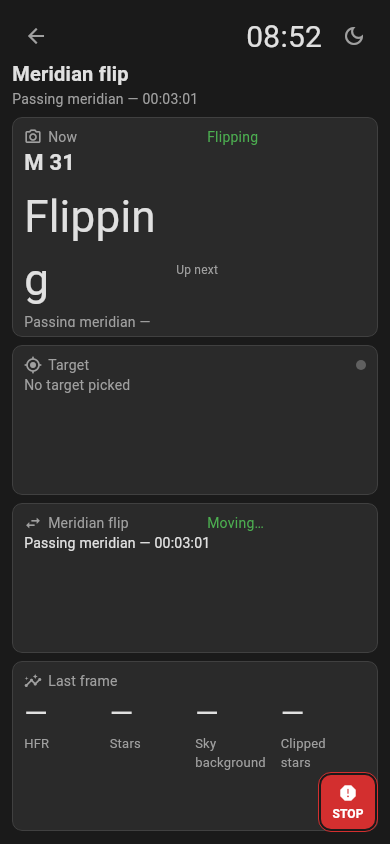 08:52
Meridian flip
Passing meridian — 00:03:01
Now
Flipping
M 31
Flippin
g
Up next
Passing meridian —
Target
No target picked
Meridian flip
Moving…
Passing meridian — 00:03:01
Last frame
— — — —
HFR Stars Sky Clipped
background stars
STOP